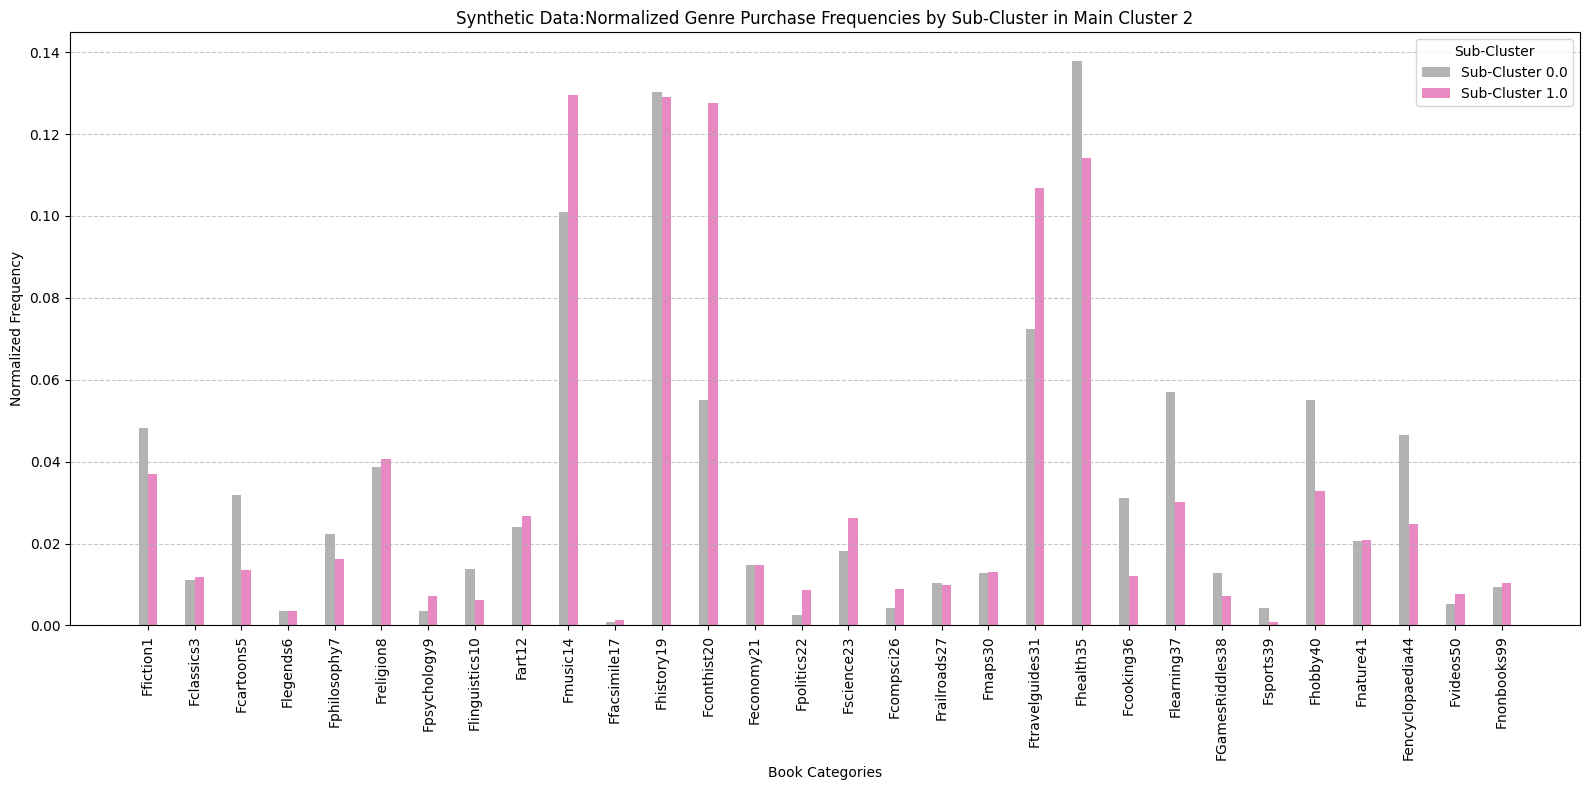 Synthetic Data:Normalized Genre Purchase Frequencies by Sub-Cluster in Main Cluster 2
Sub-Cluster
Sub-Cluster 0.0
Sub-Cluster 1.0
Normalized Frequency
0.14
0.12
0.10
0.08
0.06
0.04
0.02
0.00
Ffiction1
Fclassics3
Fcartoons5
Flegends6
Fphilosophy7
Freligion8
Fpsychology9
Flinguistics10
Fart12
Fmusic14
Ffacsimile17
Fhistory19
Fconthist20
Feconomy21
Fpolitics22
Fscience23
Fcompsci26
Frailroads27
Fmaps30
Ftravelguides31
Fhealth35
Fcooking36
Flearning37
FGamesRiddles38
Fsports39
Fhobby40
Fnature41
Fencyclopaedia44
Fvideos50
Fnonbooks99
Book Categories